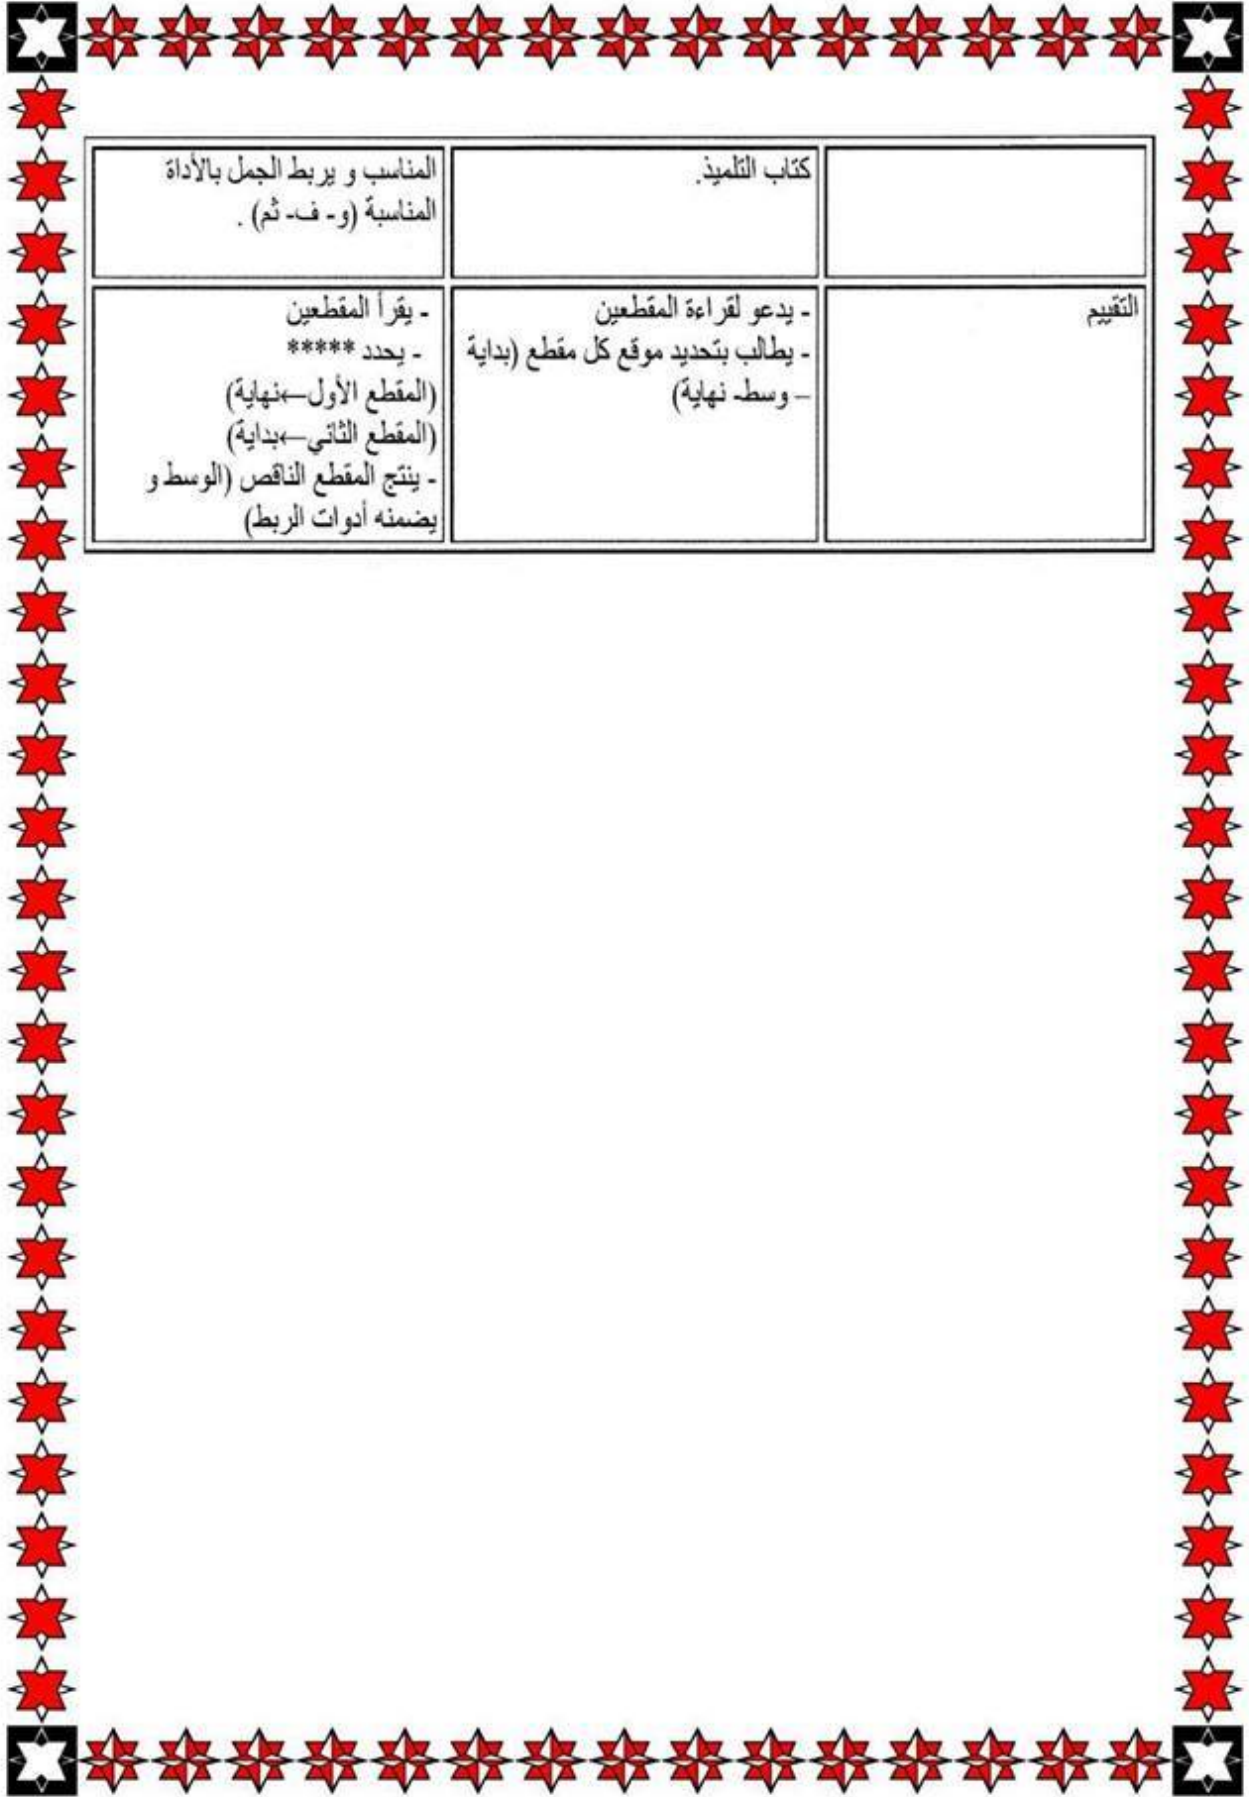 كتاب التلميذ.
المناسب و يربط الجمل بالأداة
المناسبة (و- ف- ثم) .
التقييم
- يدعو لقراءة المقطعين
- يطالب بتحديد موقع كل مقطع (بداية
– وسط- نهاية)
- يقرأ المقطعين
- يحدد *****
(المقطع الأول←نهاية)
(المقطع الثاني←بداية)
- ينتج المقطع الناقص (الوسط و
يضمنه أدوات الربط)